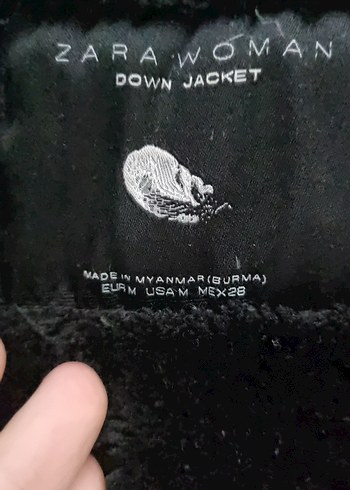 ZARA WOMAN
DOWN JACKET
MADE IN MYANMAR (BURMA)
EUR M USA M MEX 28